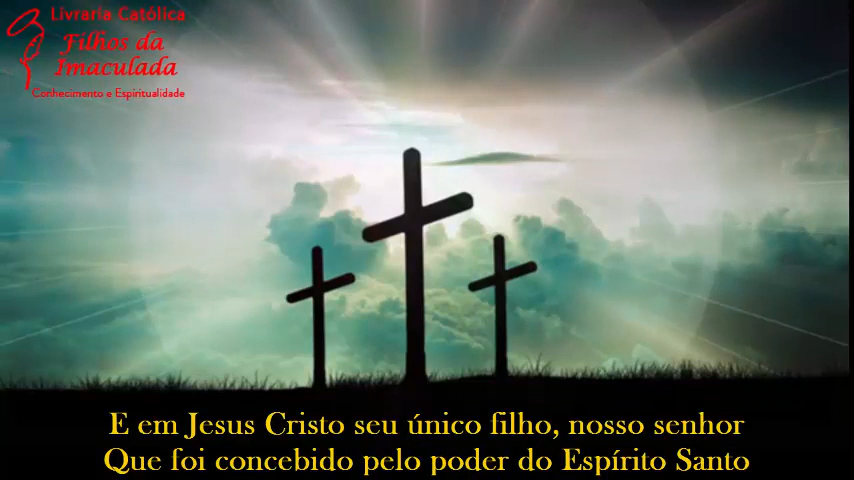 Livraria Católica
Filhos da
Imaculada
Conhecimento e Espiritualidade
E em Jesus Cristo seu único filho, nosso senhor
Que foi concebido pelo poder do Espírito Santo